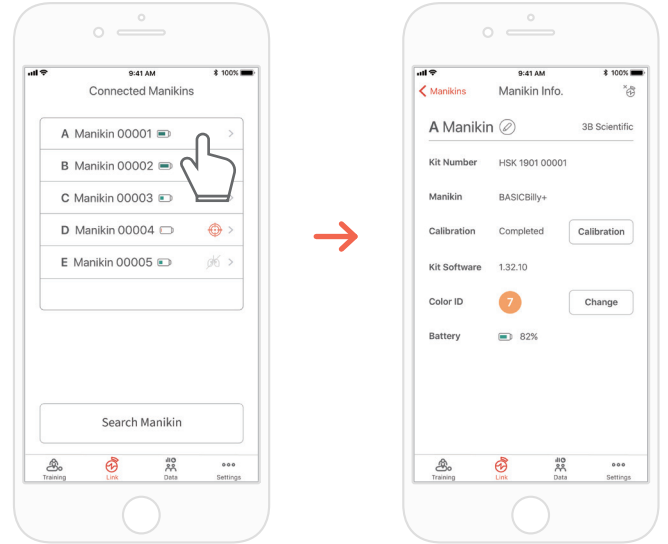 9:41 AM 100%
Connected Manikins
A Manikin 00001
B Manikin 00002
C Manikin 00003
D Manikin 00004
E Manikin 00005
Search Manikin
Training Link Data Settings
9:41 AM 100%
Manikins Manikin Info.
A Manikin 3B Scientific
Kit Number HSK 1901 00001
Manikin BASICBilly+
Calibration Completed Calibration
Kit Software 1.32.10
Color ID 7 Change
Battery 82%
Training Link Data Settings